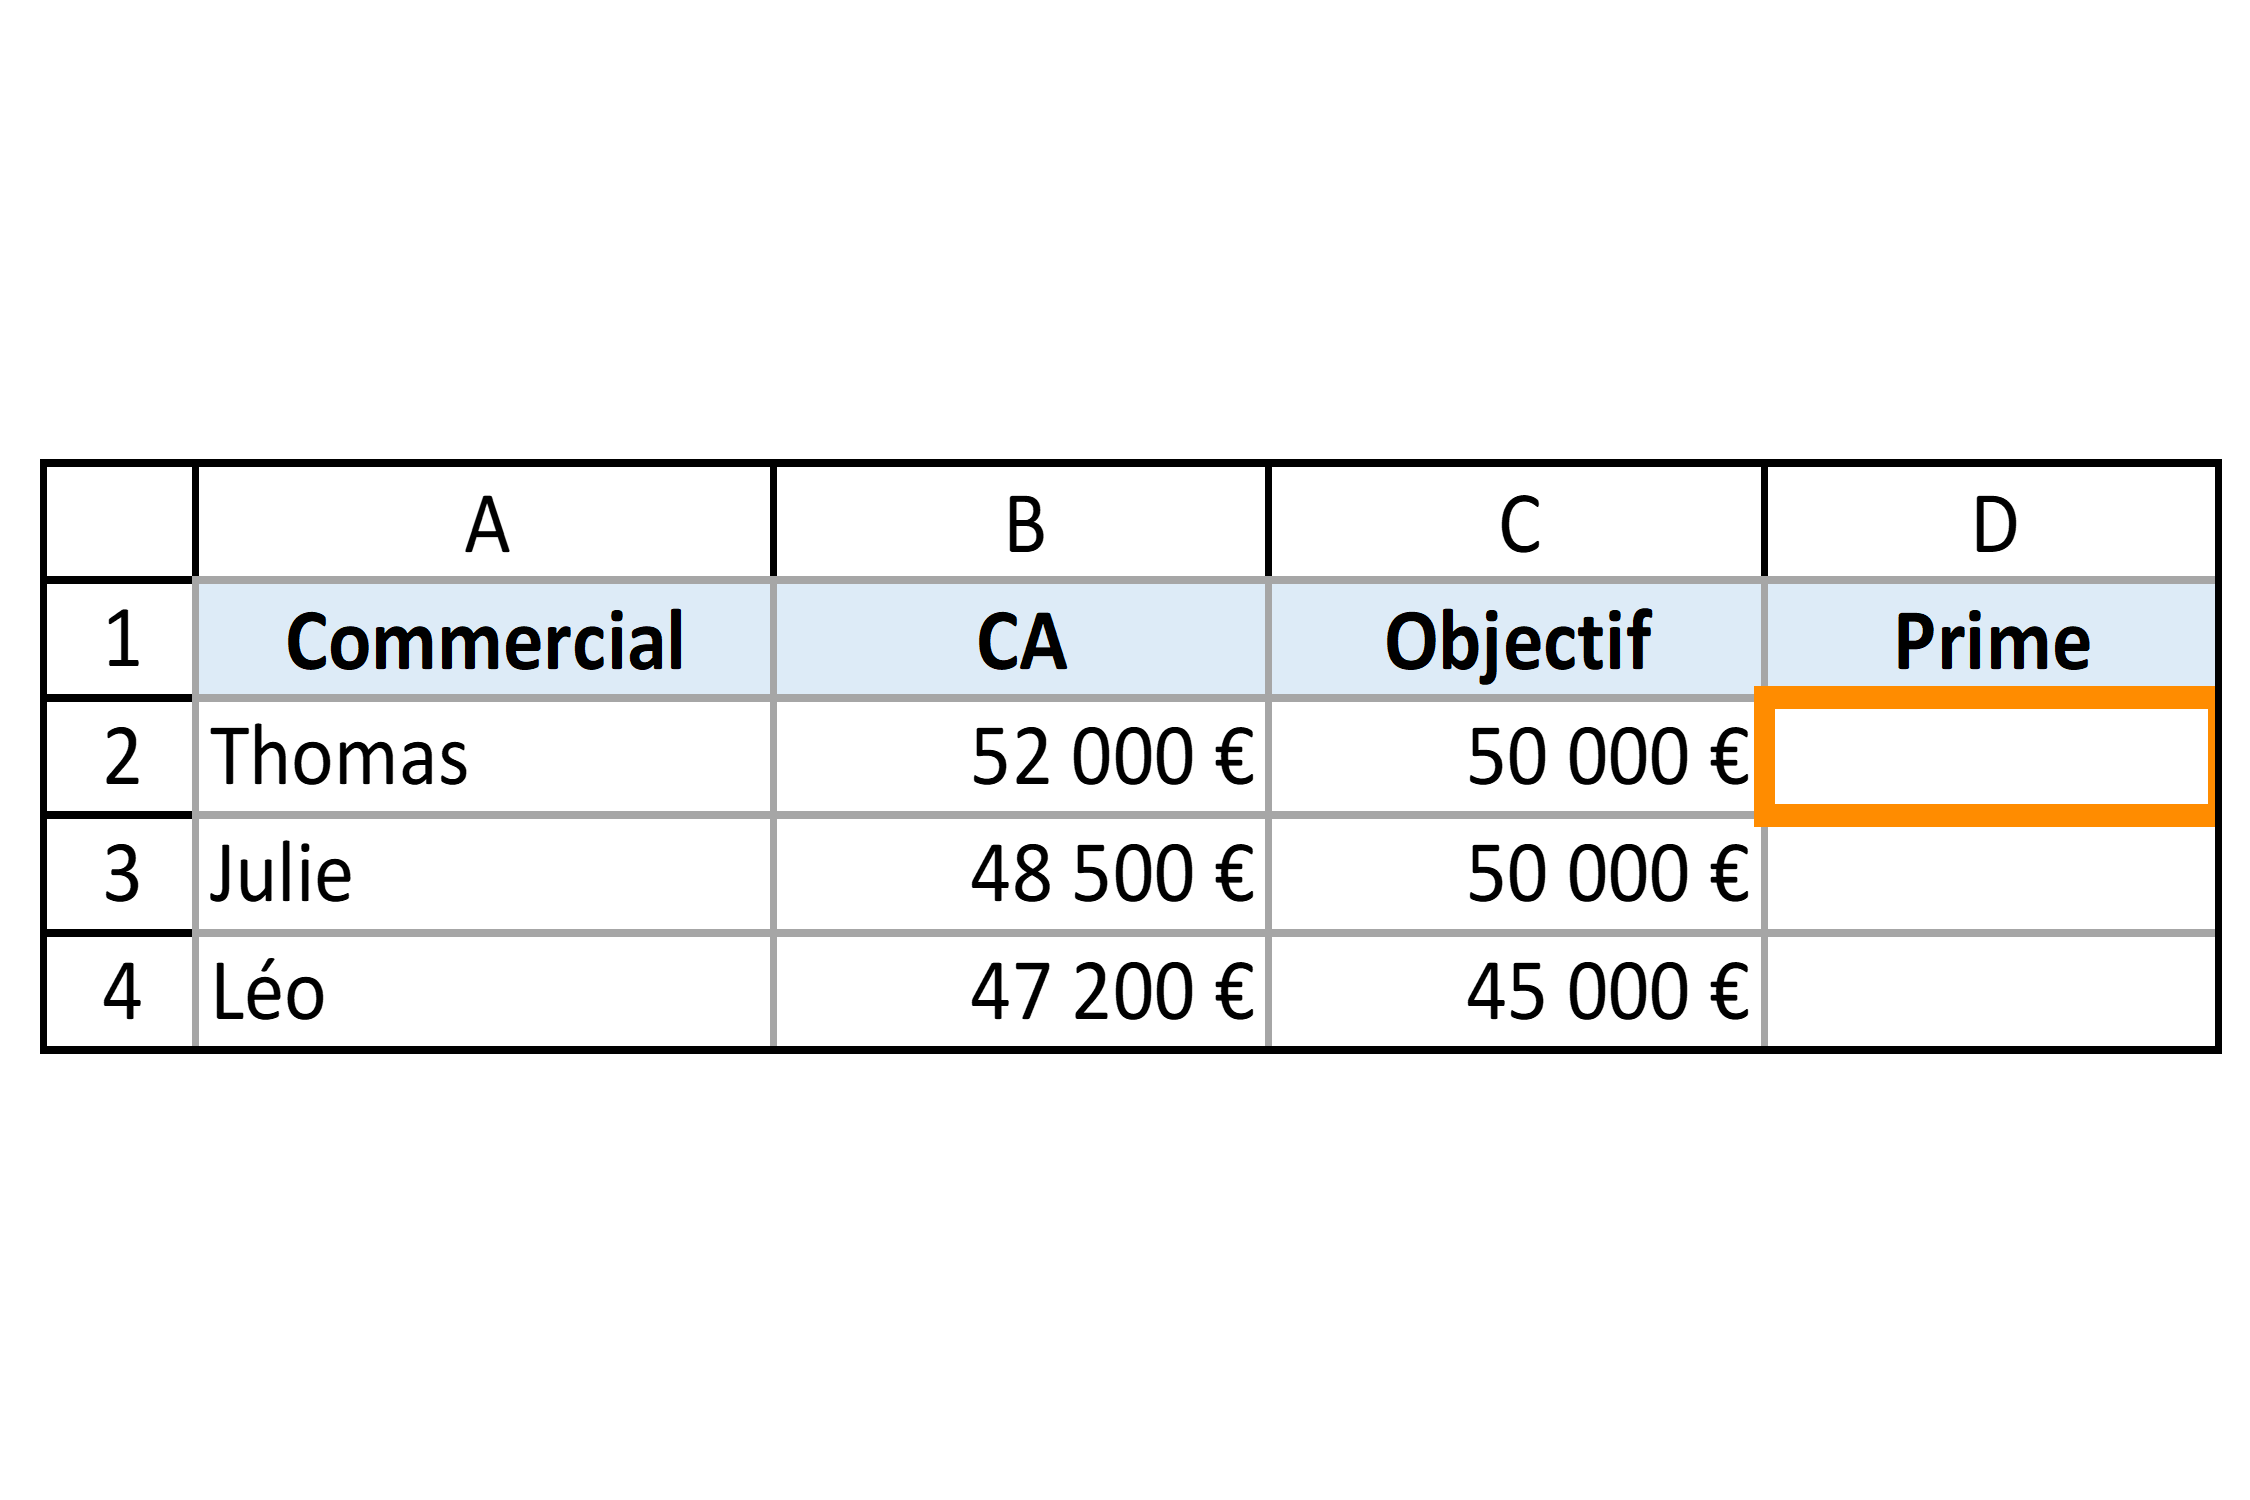 A B C D
1 Commercial CA Objectif Prime
2 Thomas 52 000 € 50 000 €
3 Julie 48 500 € 50 000 €
4 Léo 47 200 € 45 000 €